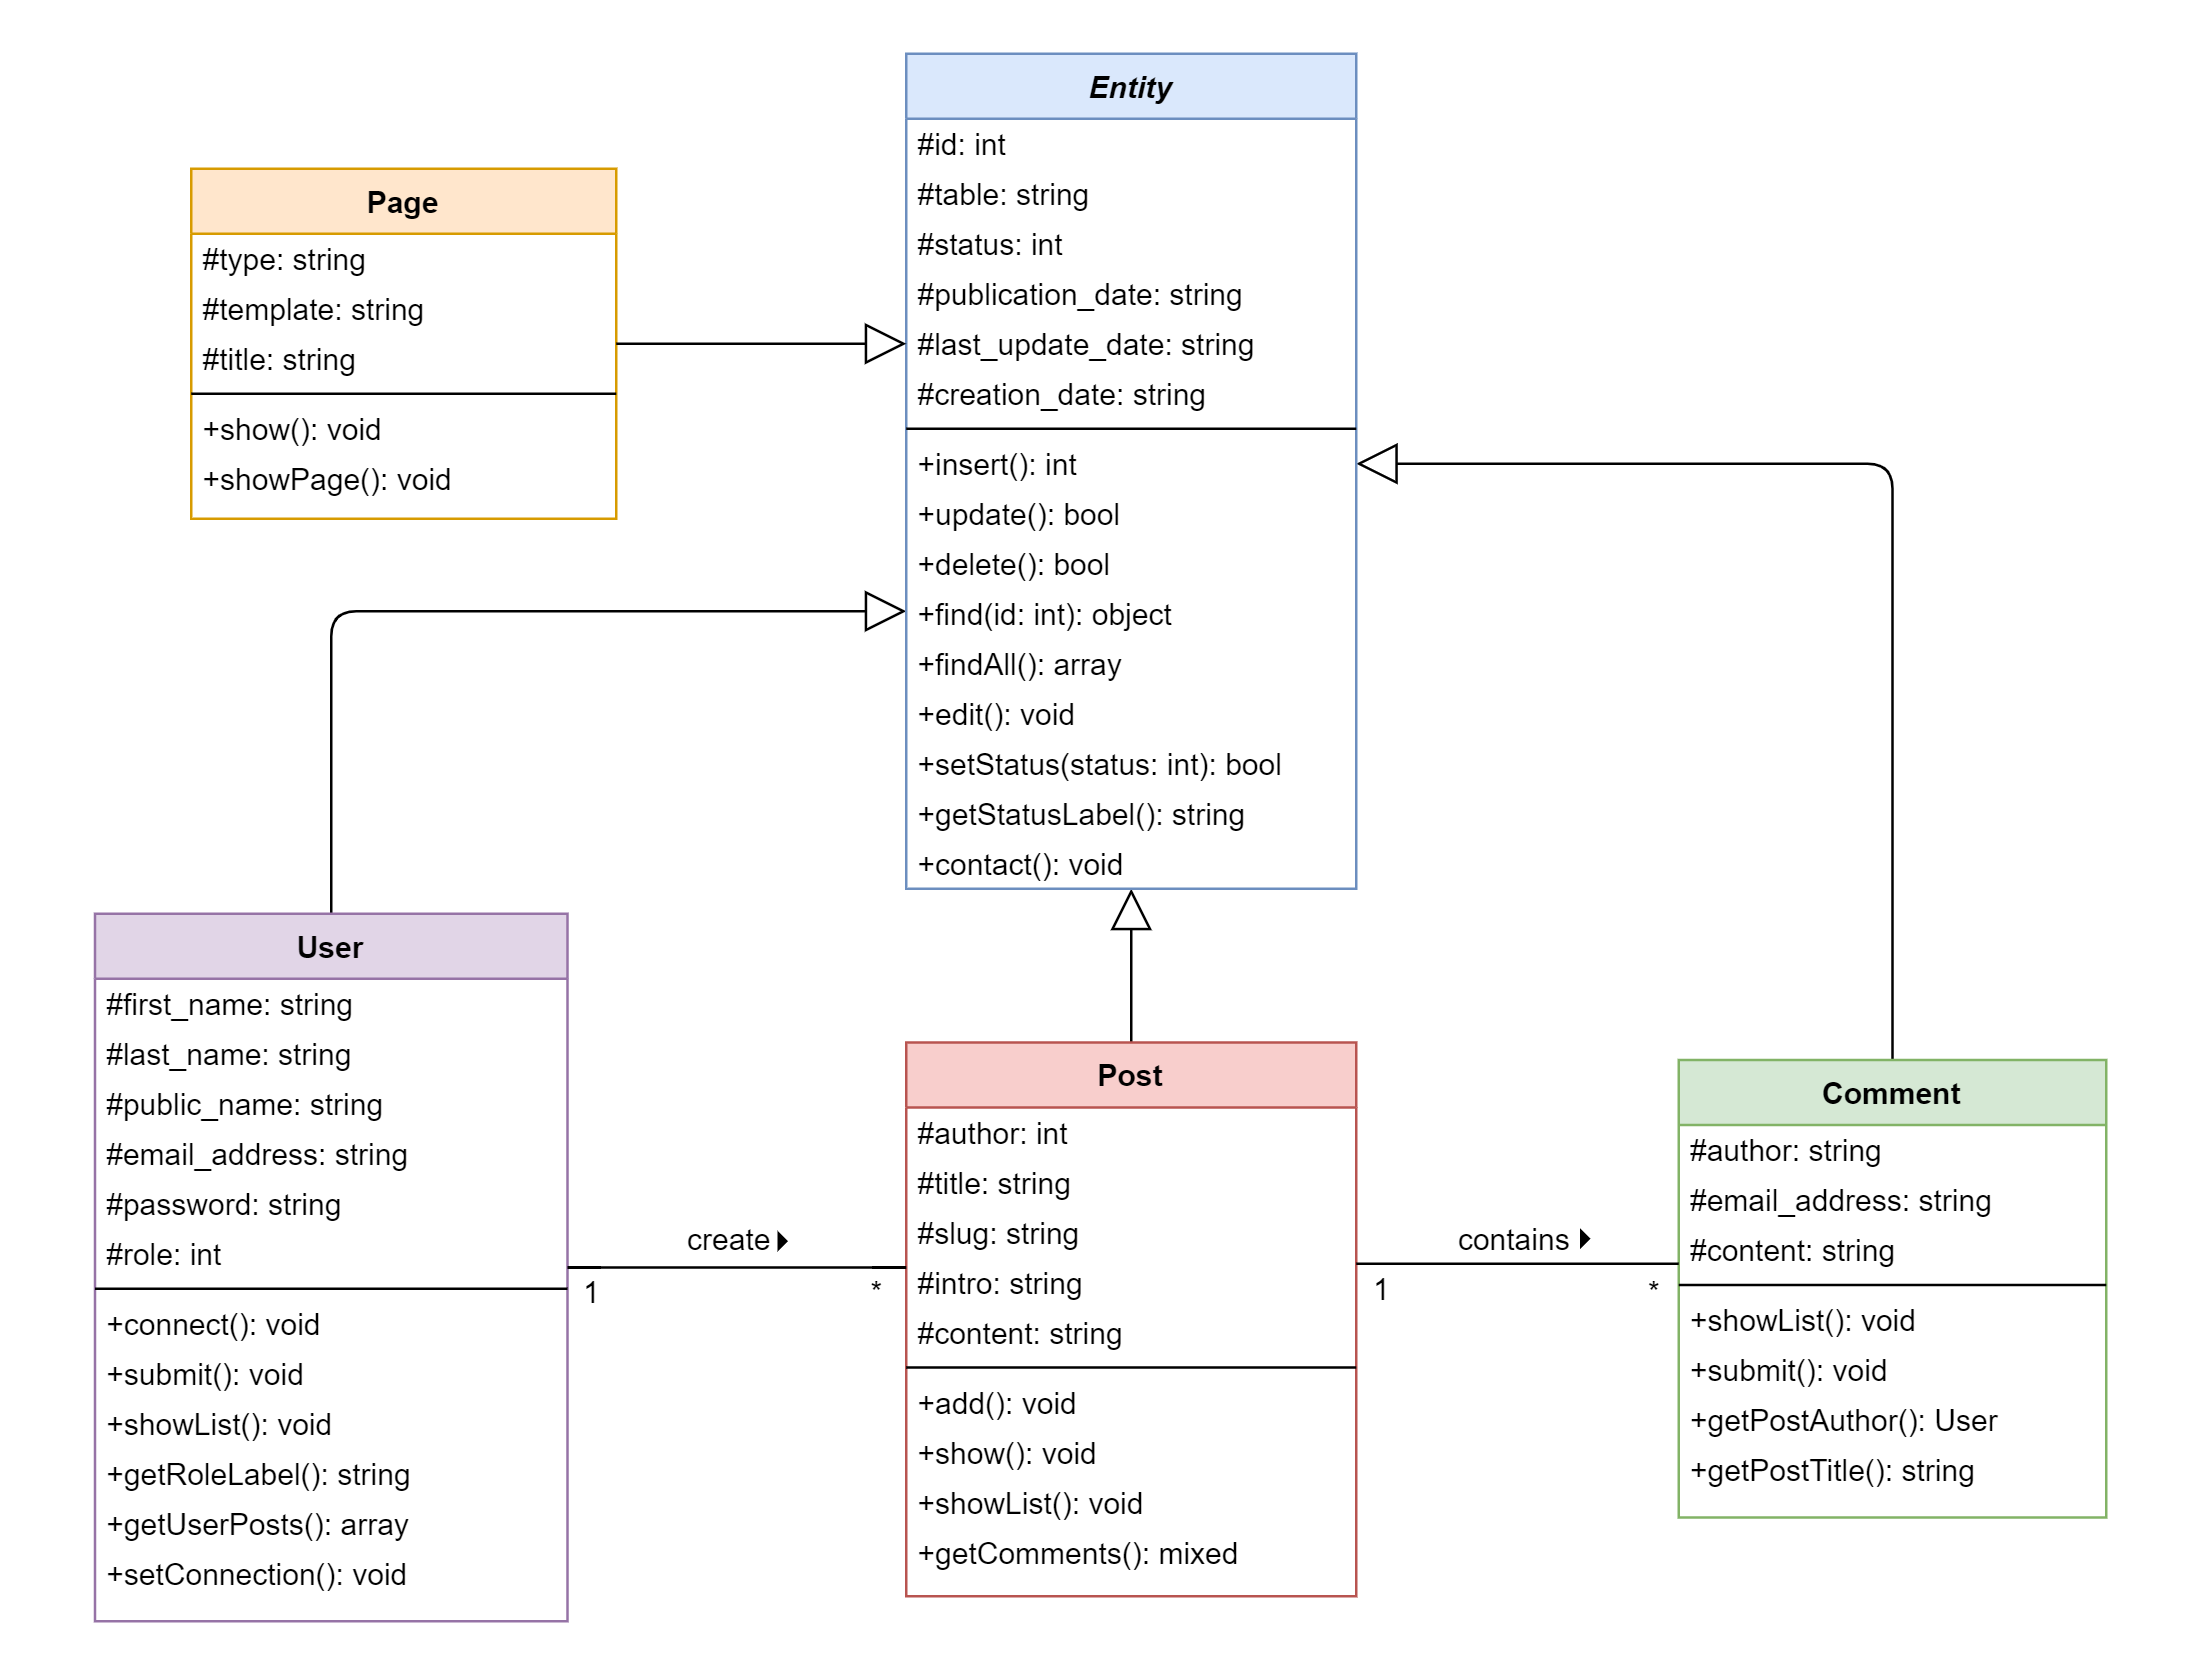 Entity
#id: int
#table: string
#status: int
#publication_date: string
#last_update_date: string
#creation_date: string
+insert(): int
+update(): bool
+delete(): bool
+find(id: int): object
+findAll(): array
+edit(): void
+setStatus(status: int): bool
+getStatusLabel(): string
+contact(): void
Page
#type: string
#template: string
#title: string
+show(): void
+showPage(): void
User
#first_name: string
#last_name: string
#public_name: string
#email_address: string
#password: string
#role: int
+connect(): void
+submit(): void
+showList(): void
+getRoleLabel(): string
+getUserPosts(): array
+setConnection(): void
create
1
*
Post
#author: int
#title: string
#slug: string
#intro: string
#content: string
+add(): void
+show(): void
+showList(): void
+getComments(): mixed
contains
1
*
Comment
#author: string
#email_address: string
#content: string
+showList(): void
+submit(): void
+getPostAuthor(): User
+getPostTitle(): string